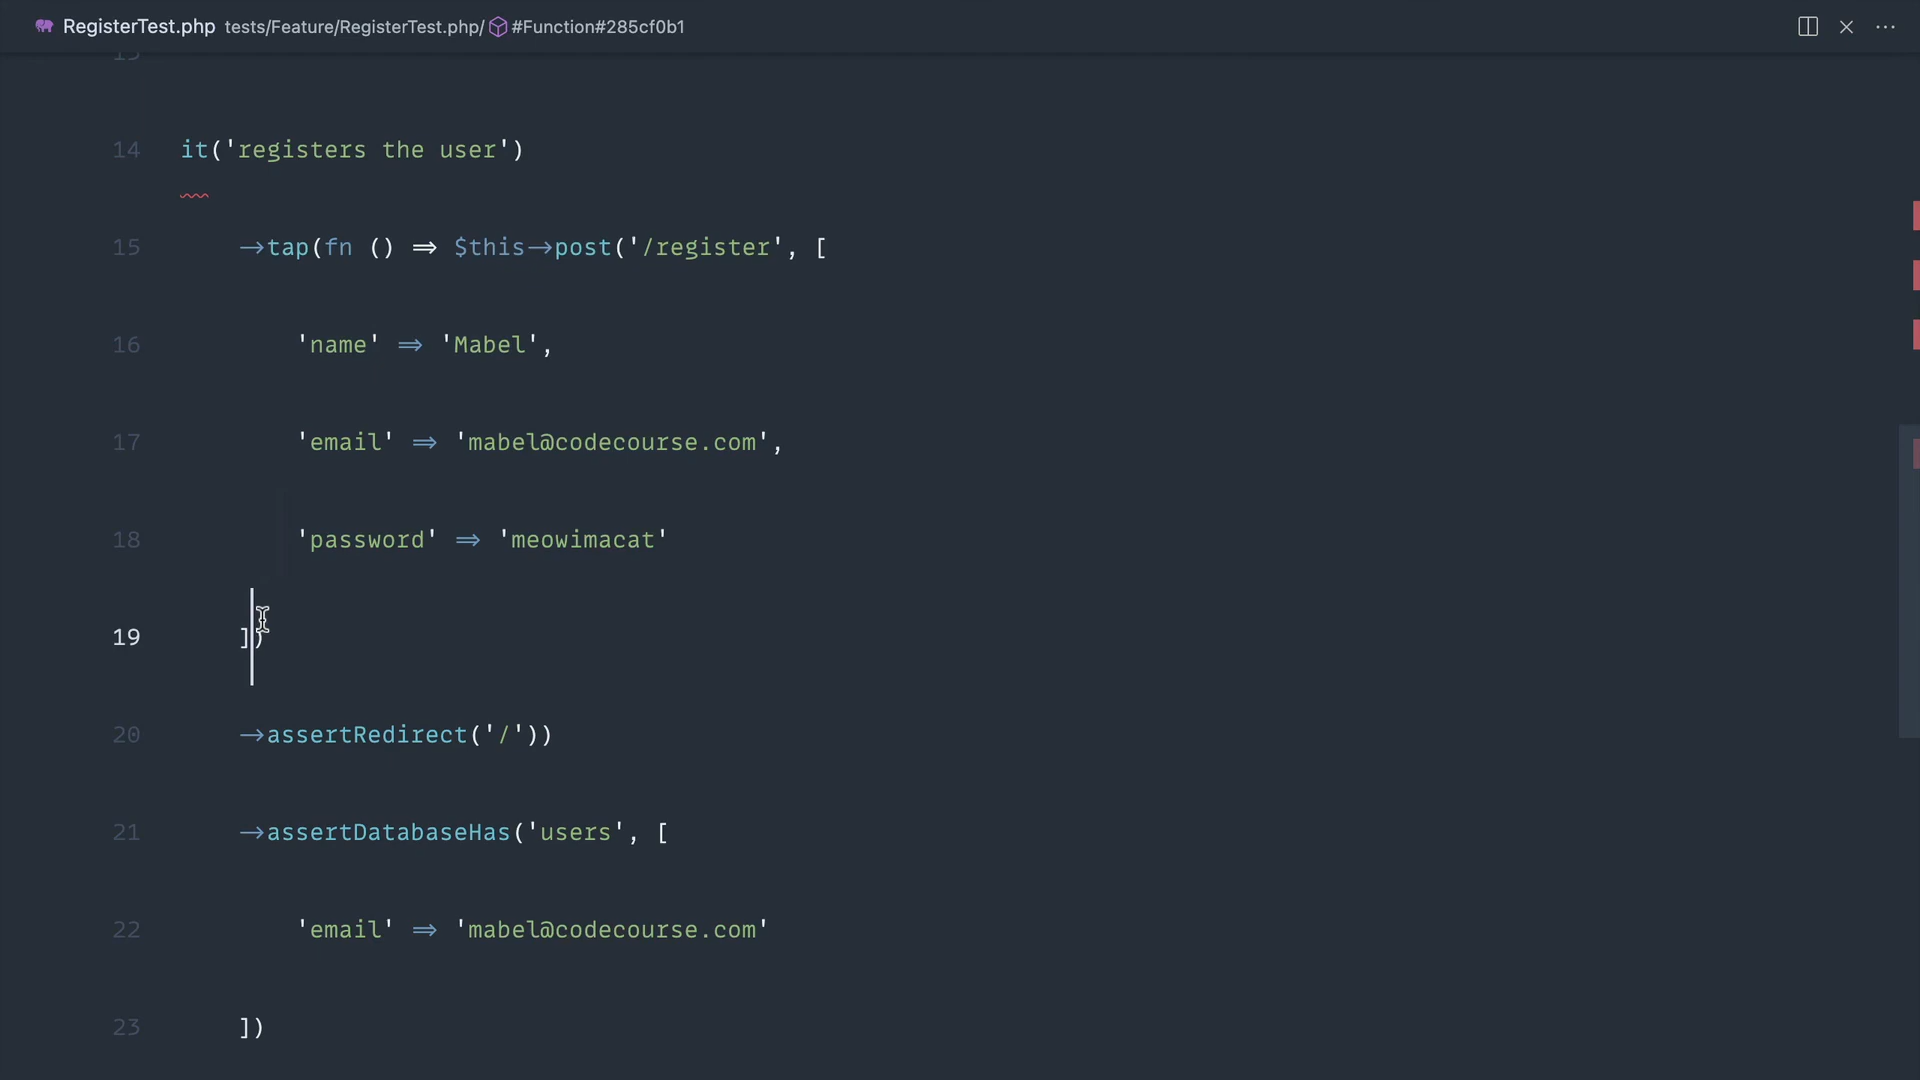 RegisterTest.php tests/Feature/RegisterTest.php/ #Function#285cf0b1
13
14 it('registers the user')
15 ->tap(fn () => $this->post('/register', [
16 'name' => 'Mabel',
17 'email' => 'mabel@codecourse.com',
18 'password' => 'meowimacat'
19 ])
20 ->assertRedirect('/'))
21 ->assertDatabaseHas('users', [
22 'email' => 'mabel@codecourse.com'
23 ])